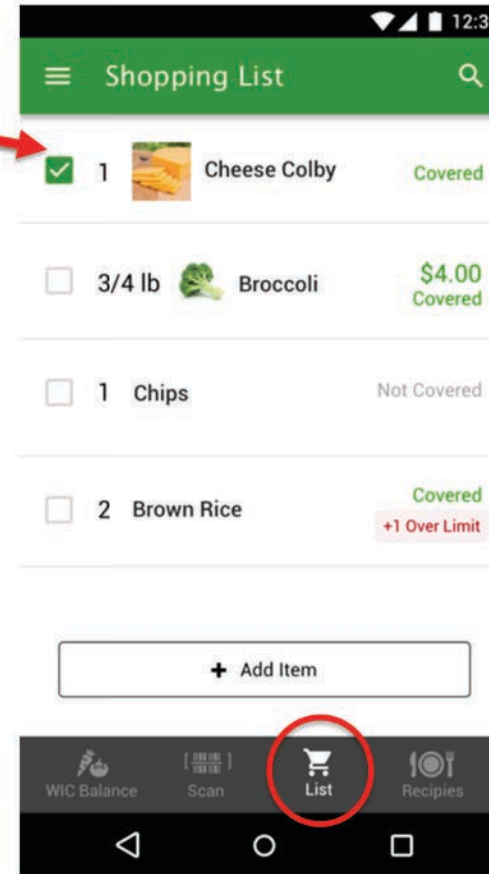 12:3
Shopping List
1 Cheese Colby Covered
3/4 lb Broccoli $4.00
Covered
1 Chips Not Covered
2 Brown Rice Covered
+1 Over Limit
+ Add Item
WIC Balance Scan List Recipies